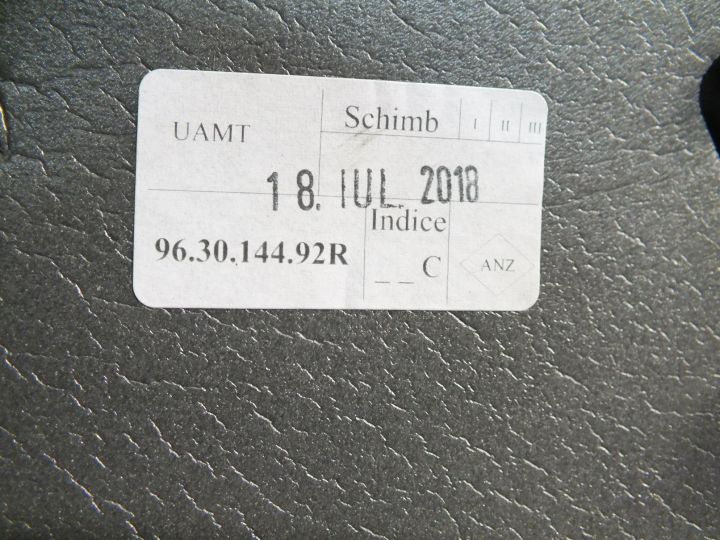 UAMT
Schimb I II III
18. IUL. 2018
Indice
96.30.144.92R
_ _ C
ANZ